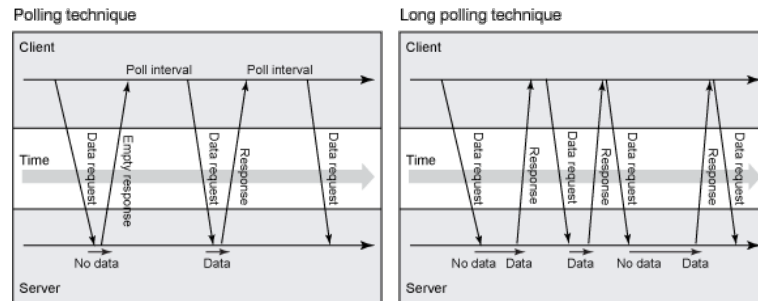 Polling technique
Client
Poll interval
Poll interval
Time
Data request
Empty response
Data request
Response
Data request
No data
Data
Server
Long polling technique
Client
Time
Data request
Response
Data request
Response
Data request
Response
Data request
No data
Data
Data
No data
Data
Server